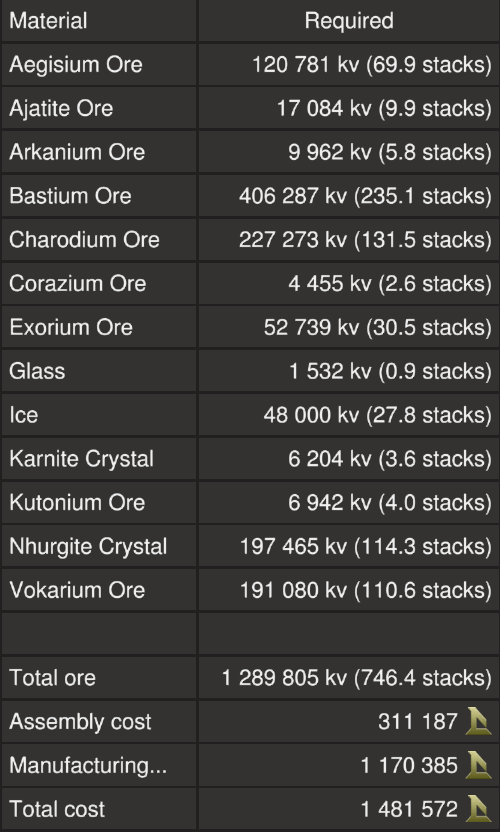 Material Required
Aegisium Ore 120 781 kv (69.9 stacks)
Ajatite Ore 17 084 kv (9.9 stacks)
Arkanium Ore 9 962 kv (5.8 stacks)
Bastium Ore 406 287 kv (235.1 stacks)
Charodium Ore 227 273 kv (131.5 stacks)
Corazium Ore 4 455 kv (2.6 stacks)
Exorium Ore 52 739 kv (30.5 stacks)
Glass 1 532 kv (0.9 stacks)
Ice 48 000 kv (27.8 stacks)
Karnite Crystal 6 204 kv (3.6 stacks)
Kutonium Ore 6 942 kv (4.0 stacks)
Nhurgite Crystal 197 465 kv (114.3 stacks)
Vokarium Ore 191 080 kv (110.6 stacks)
Total ore 1 289 805 kv (746.4 stacks)
Assembly cost 311 187
Manufacturing... 1 170 385
Total cost 1 481 572